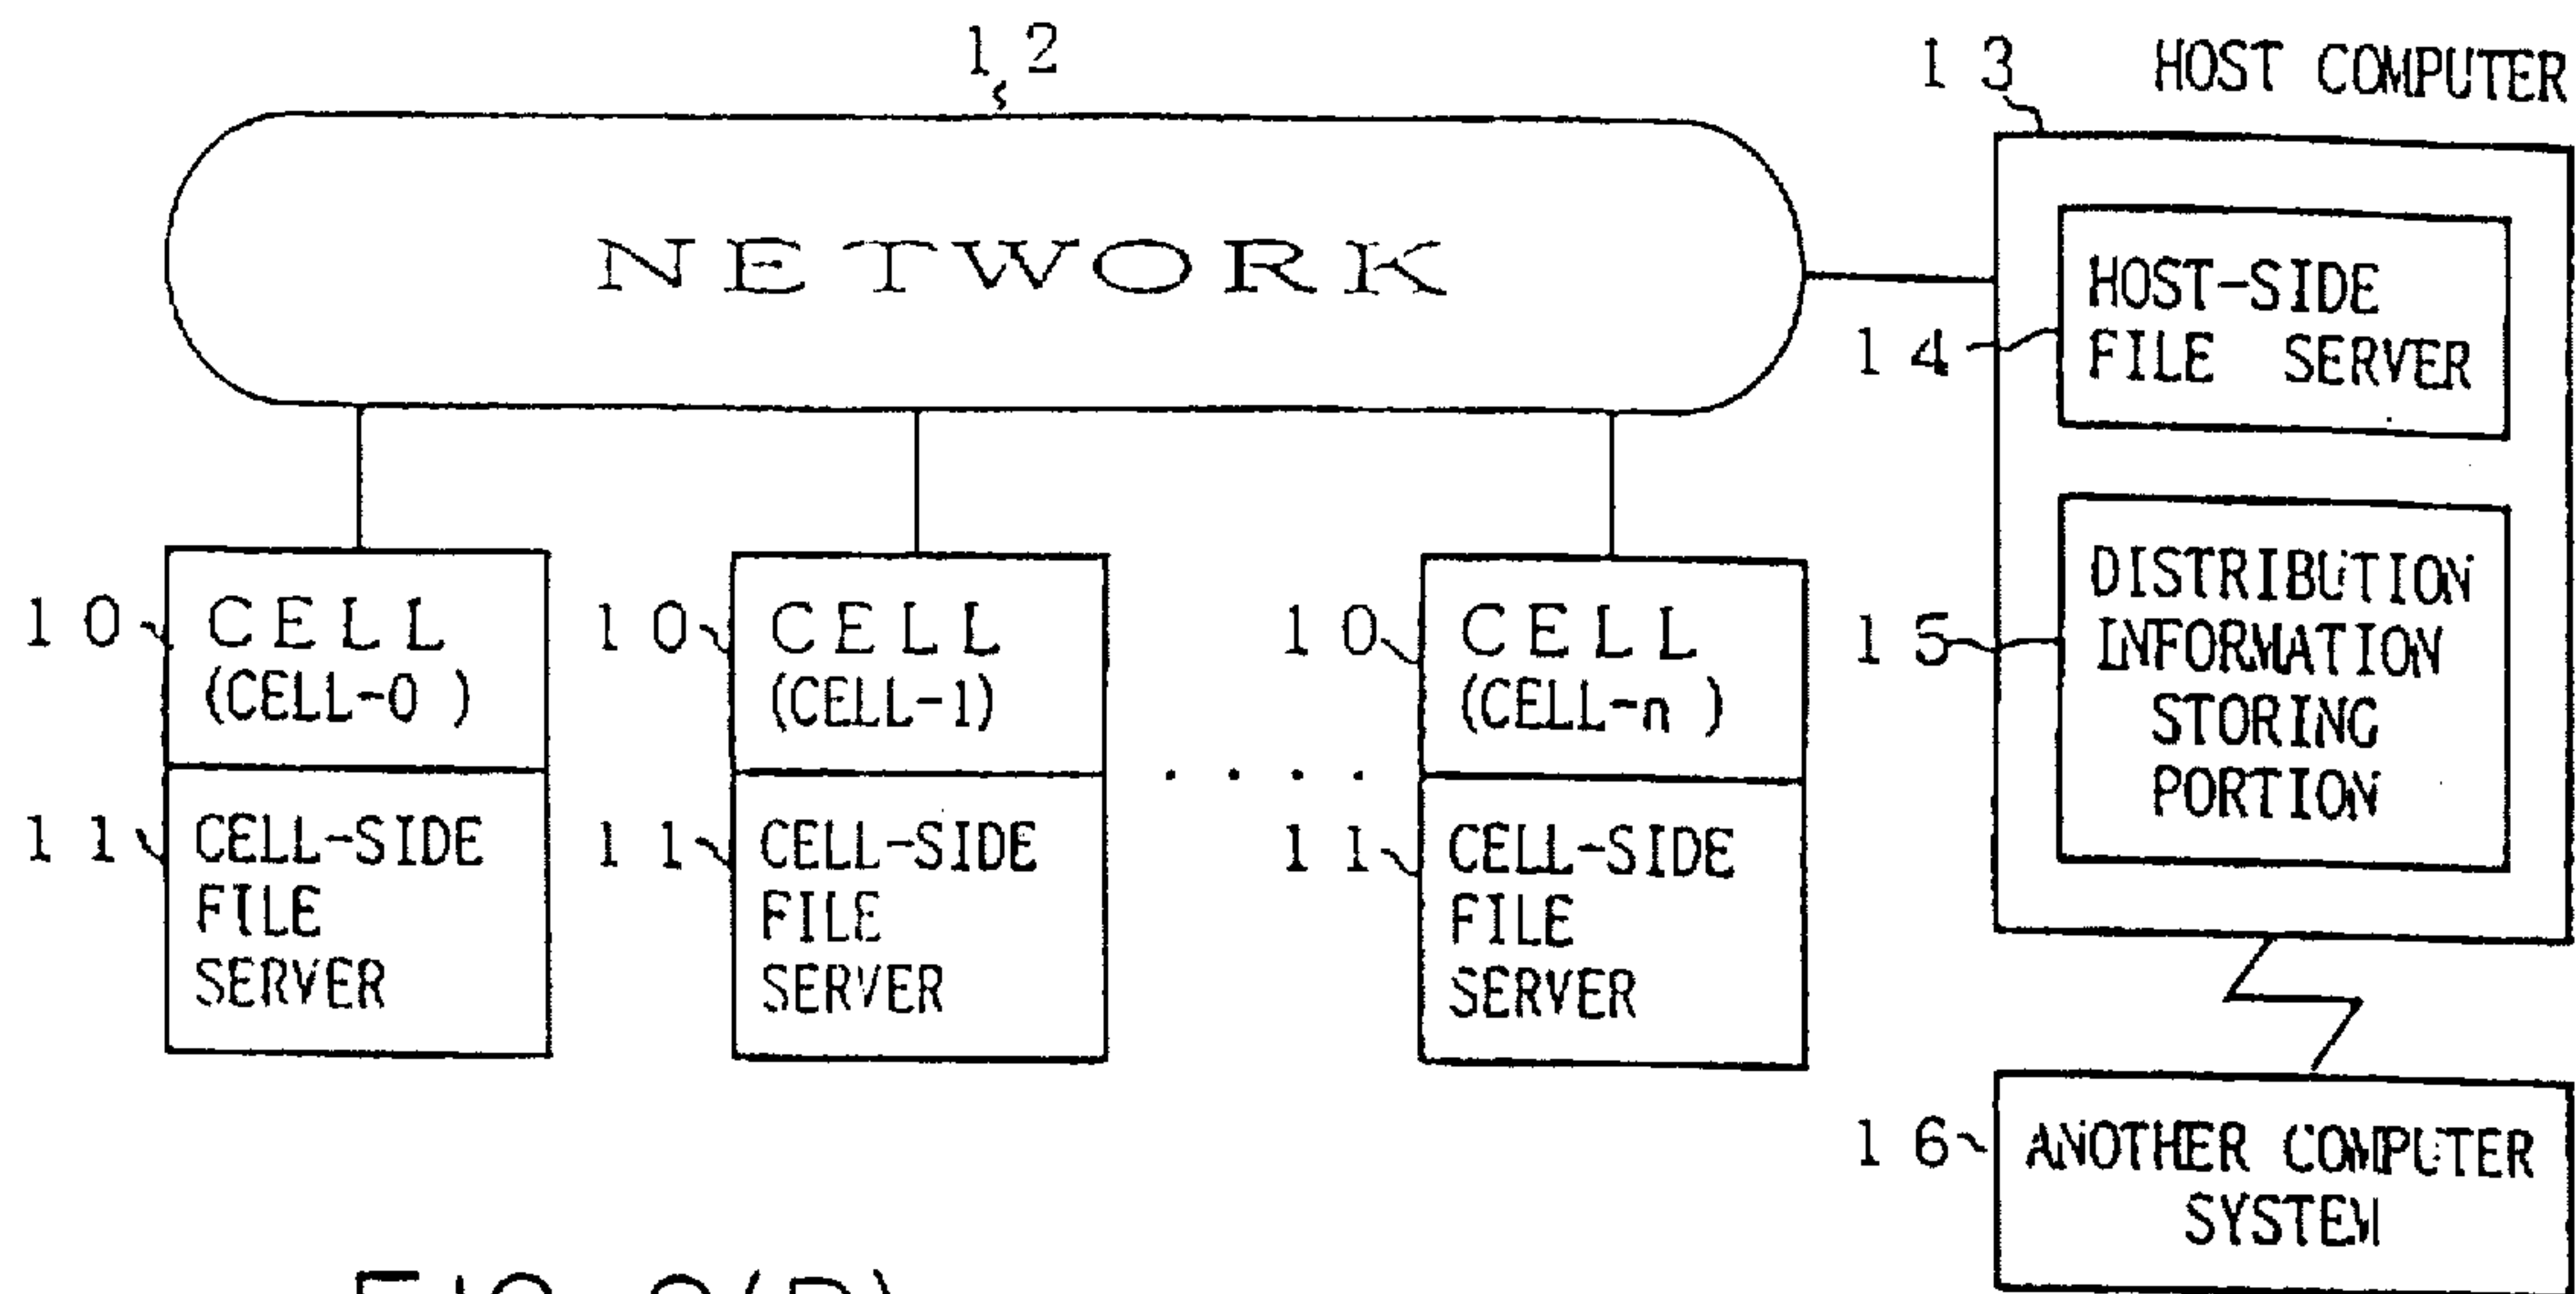 12
13 HOST COMPUTER
NETWORK
HOST-SIDE
FILE SERVER
14
DISTRIBUTION
INFORMATION
STORING
PORTION
15
10 CELL
(CELL-0 )
10 CELL
(CELL-1)
10 CELL
(CELL-n )
. . . .
11 CELL-SIDE
FILE
SERVER
11 CELL-SIDE
FILE
SERVER
11 CELL-SIDE
FILE
SERVER
16 ANOTHER COMPUTER
SYSTEM